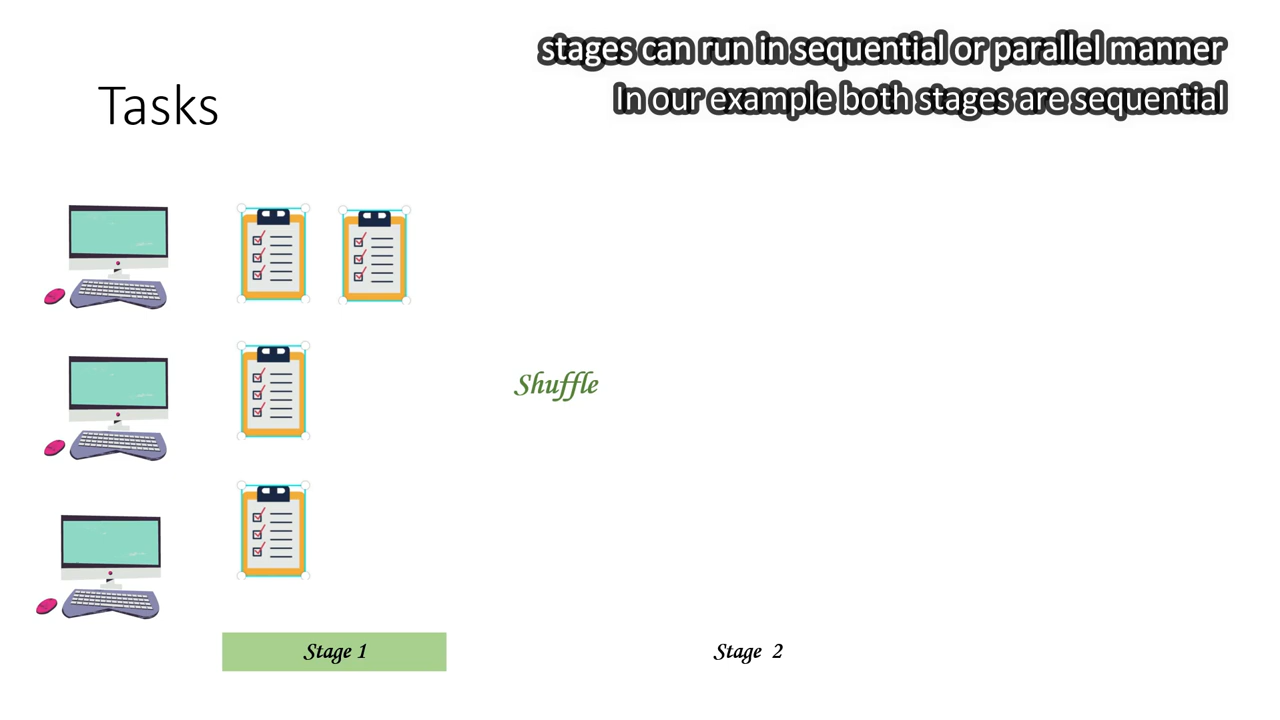 stages can run in sequential or parallel manner
In our example both stages are sequential
Tasks
Shuffle
Stage 1
Stage 2